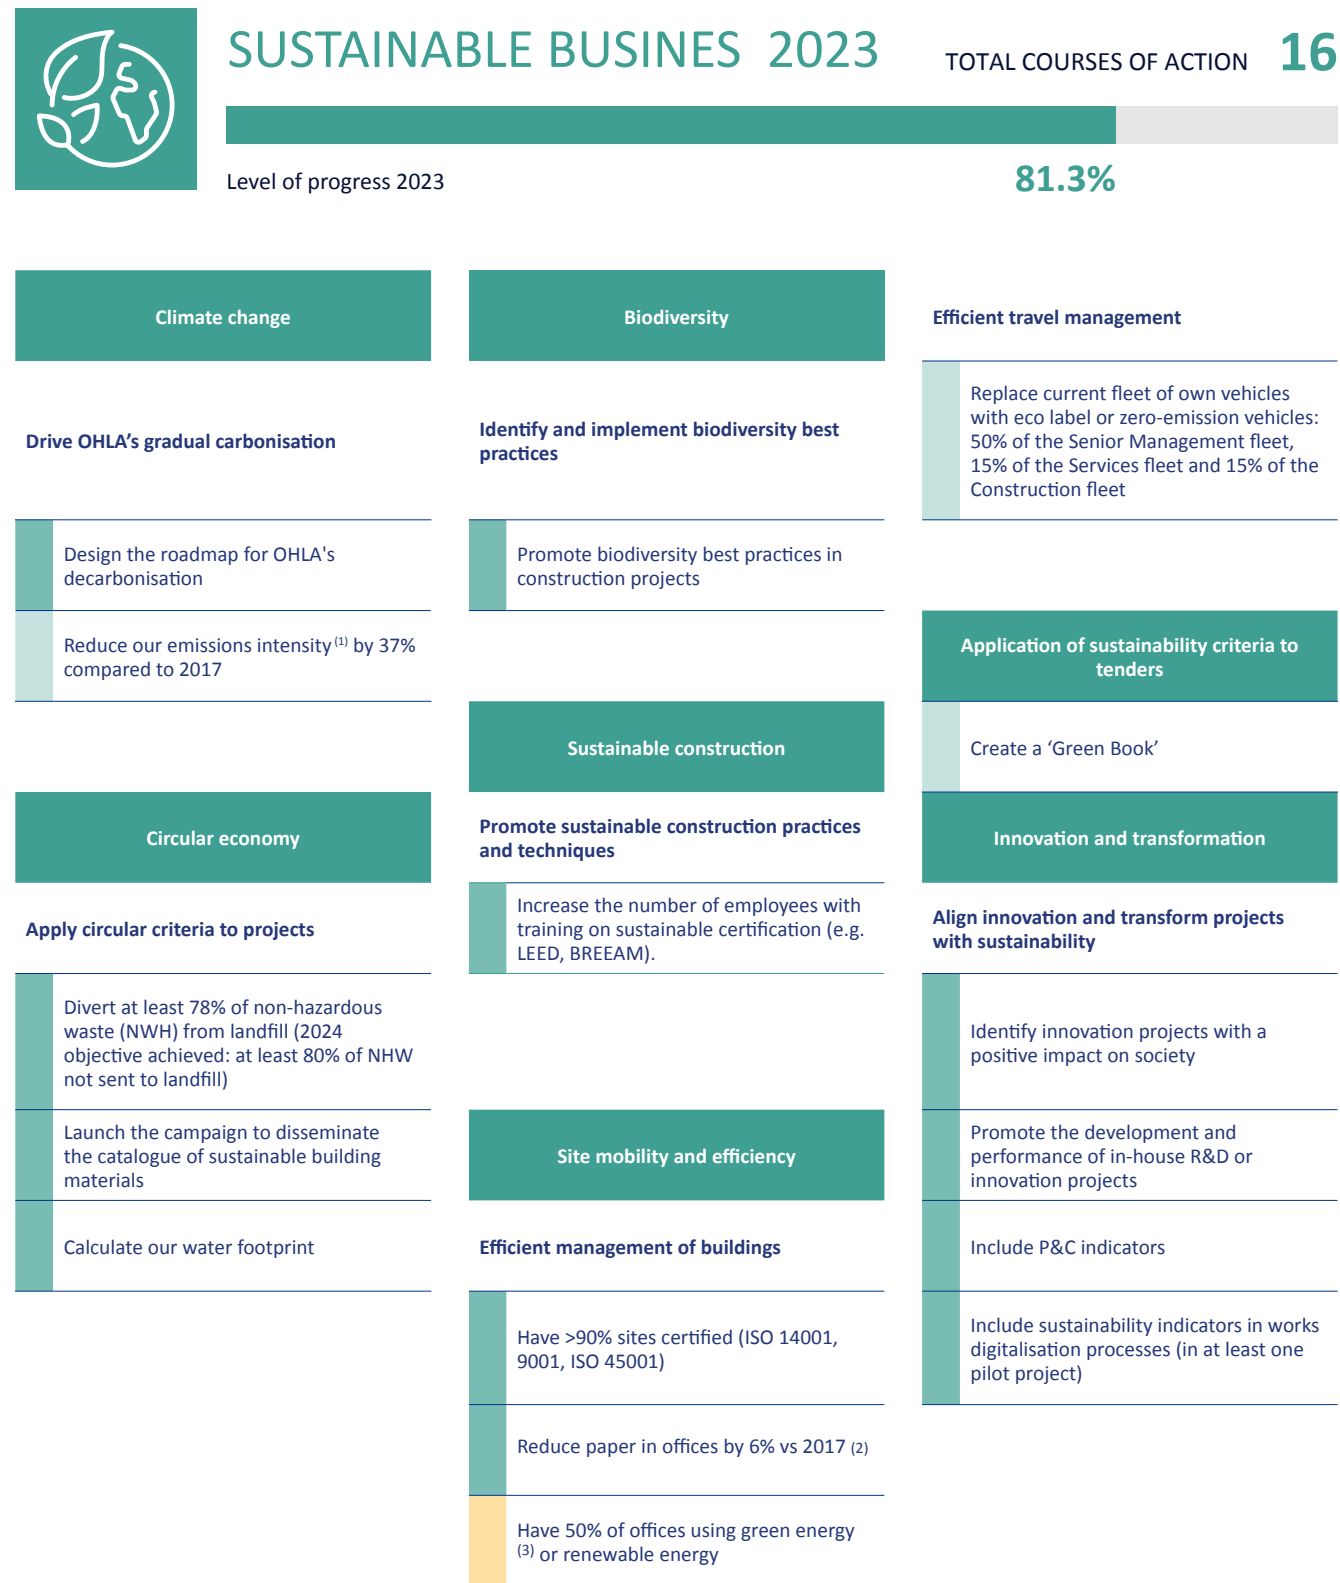 SUSTAINABLE BUSINES 2023
TOTAL COURSES OF ACTION 16
Level of progress 2023
81.3%
Climate change
Drive OHLA’s gradual carbonisation
Design the roadmap for OHLA's
decarbonisation
Reduce our emissions intensity (1) by 37%
compared to 2017
Circular economy
Apply circular criteria to projects
Divert at least 78% of non-hazardous
waste (NWH) from landfill (2024
objective achieved: at least 80% of NHW
not sent to landfill)
Launch the campaign to disseminate
the catalogue of sustainable building
materials
Calculate our water footprint
Biodiversity
Identify and implement biodiversity best
practices
Promote biodiversity best practices in
construction projects
Sustainable construction
Promote sustainable construction practices
and techniques
Increase the number of employees with
training on sustainable certification (e.g.
LEED, BREEAM).
Site mobility and efficiency
Efficient management of buildings
Have >90% sites certified (ISO 14001,
9001, ISO 45001)
Reduce paper in offices by 6% vs 2017 (2)
Have 50% of offices using green energy
(3) or renewable energy
Efficient travel management
Replace current fleet of own vehicles
with eco label or zero-emission vehicles:
50% of the Senior Management fleet,
15% of the Services fleet and 15% of the
Construction fleet
Application of sustainability criteria to
tenders
Create a ‘Green Book’
Innovation and transformation
Align innovation and transform projects
with sustainability
Identify innovation projects with a
positive impact on society
Promote the development and
performance of in-house R&D or
innovation projects
Include P&C indicators
Include sustainability indicators in works
digitalisation processes (in at least one
pilot project)